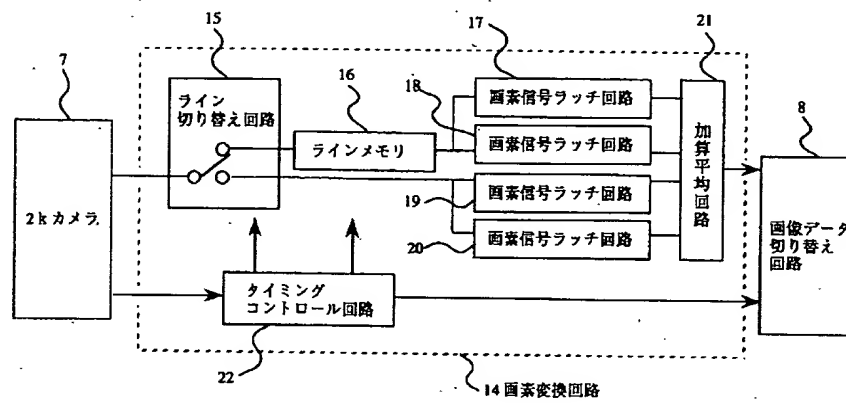 15
17
21
7
ライン
切り替え回路
16
18
画素信号ラッチ回路
8
ラインメモリ
画素信号ラッチ回路
加算平均回路
2kカメラ
19
画素信号ラッチ回路
20
画素信号ラッチ回路
画像データ
切り替え
回路
タイミング
コントロール回路
22
14画素変換回路